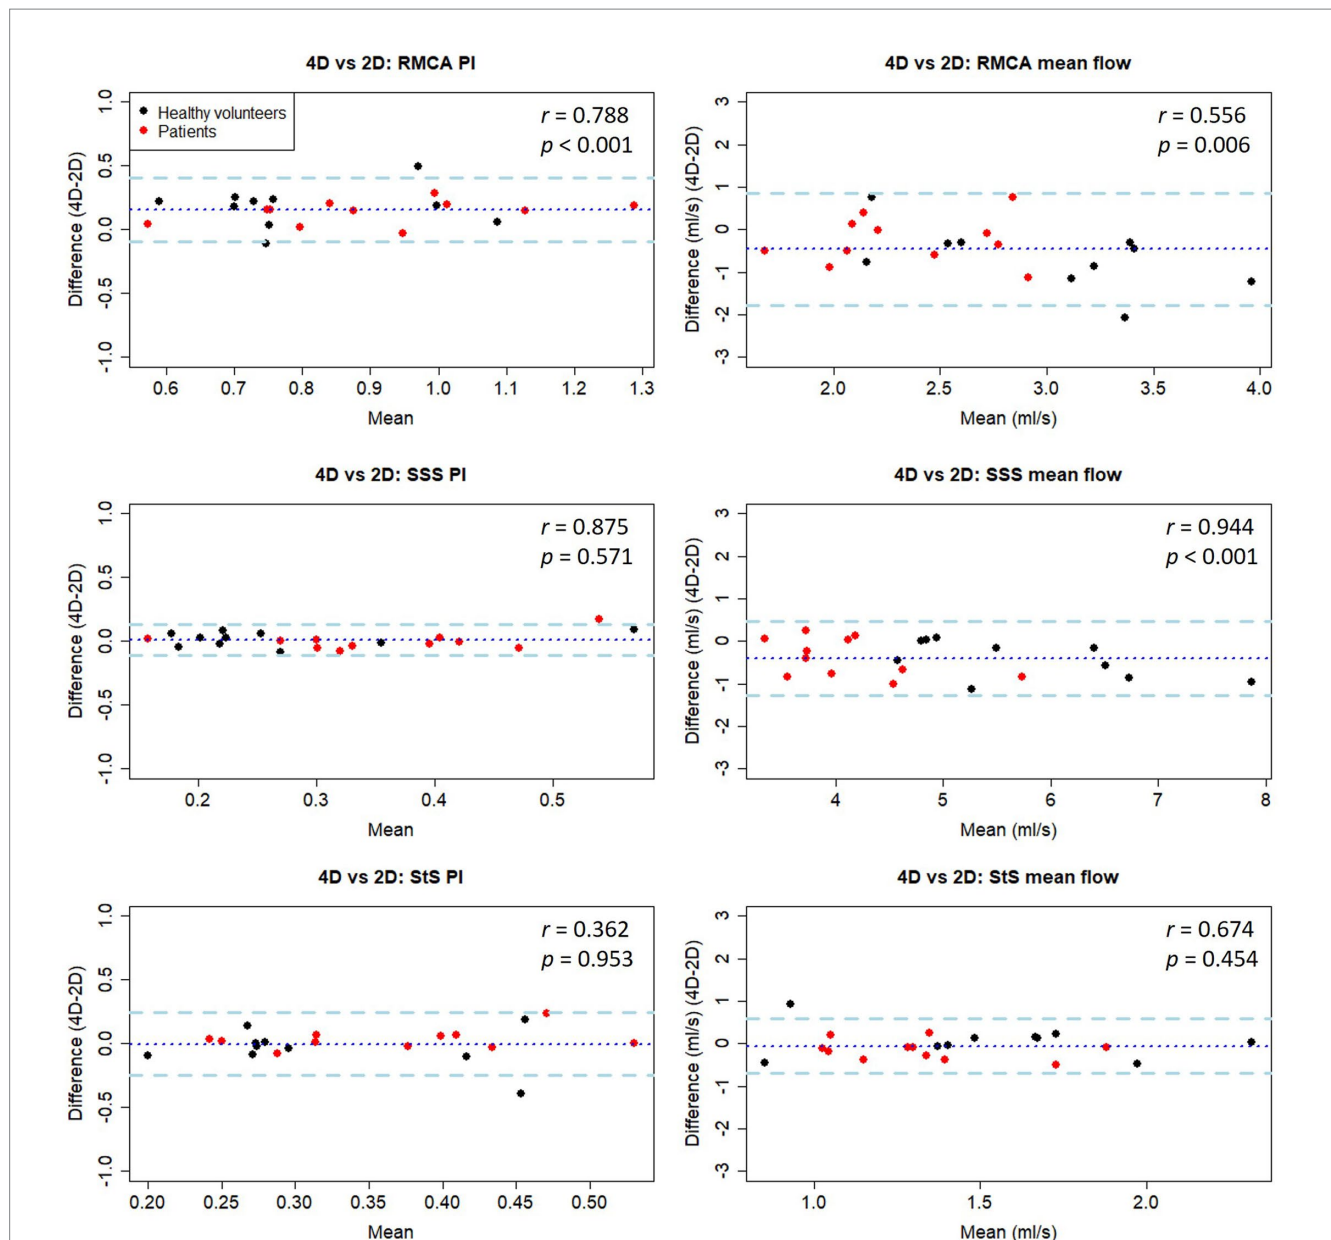 4D vs 2D: RMCA PI
Healthy volunteers
Patients
r = 0.788
p < 0.001
Difference (4D-2D)
1.0
0.5
0.0
-0.5
-1.0
0.6 0.7 0.8 0.9 1.0 1.1 1.2 1.3
Mean
4D vs 2D: RMCA mean flow
r = 0.556
p = 0.006
Difference (ml/s) (4D-2D)
3
2
1
0
-1
-2
-3
2.0 2.5 3.0 3.5 4.0
Mean (ml/s)
4D vs 2D: SSS PI
r = 0.875
p = 0.571
Difference (4D-2D)
1.0
0.5
0.0
-0.5
-1.0
0.2 0.3 0.4 0.5
Mean
4D vs 2D: SSS mean flow
r = 0.944
p < 0.001
Difference (ml/s) (4D-2D)
3
2
1
0
-1
-2
-3
4 5 6 7 8
Mean (ml/s)
4D vs 2D: StS PI
r = 0.362
p = 0.953
Difference (4D-2D)
1.0
0.5
0.0
-0.5
-1.0
0.20 0.25 0.30 0.35 0.40 0.45 0.50
Mean
4D vs 2D: StS mean flow
r = 0.674
p = 0.454
Difference (ml/s) (4D-2D)
3
2
1
0
-1
-2
-3
1.0 1.5 2.0
Mean (ml/s)